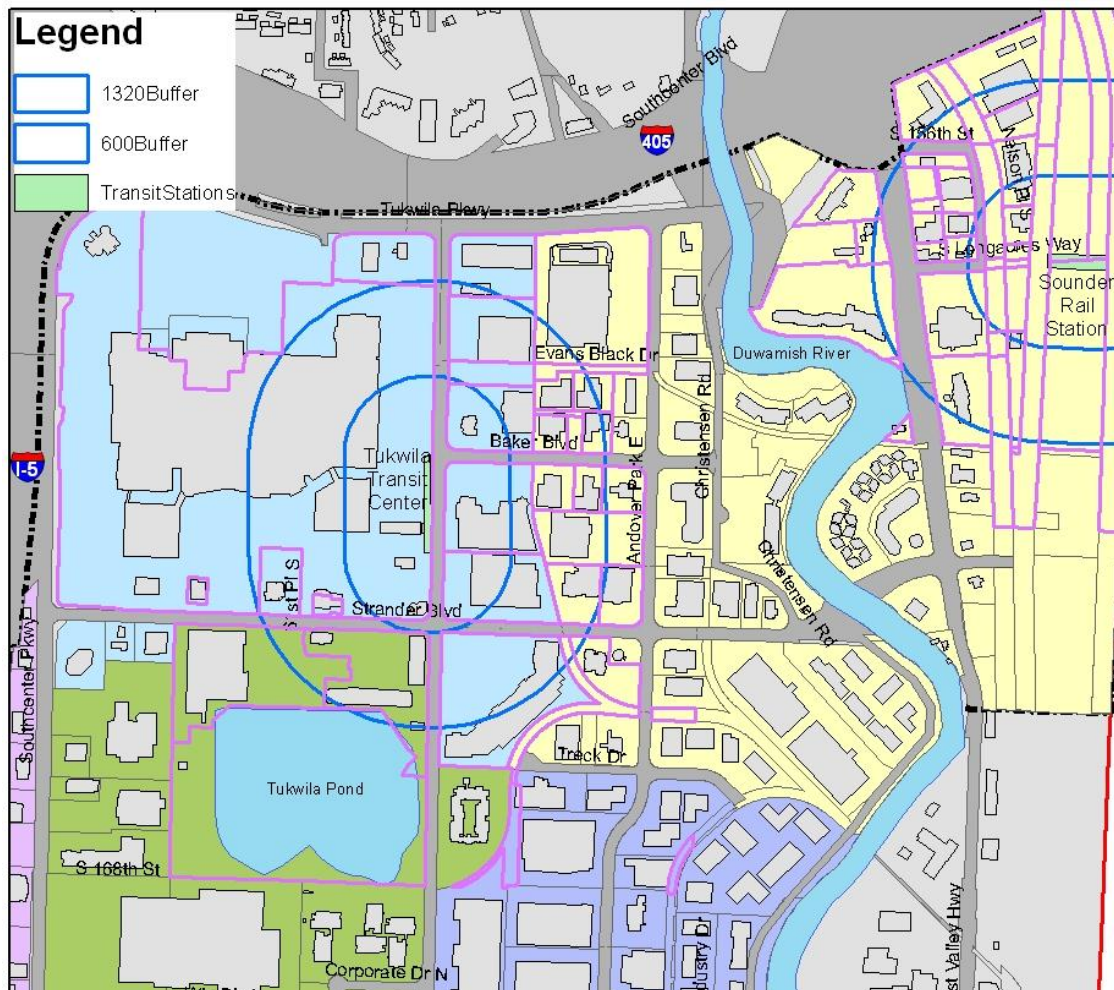 Legend
1320Buffer
600Buffer
TransitStations
Southcenter Blvd
405
S 156th St
Nelson Pl S
Tukwila Pkwy
S Longacres Way
Sounder
Rail
Station
Evans Black Dr
Duwamish River
Christensen Rd
Baker Blvd
Tukwila
Transit
Center
I-5
Andover Park E
Christensen Rd
Strander Blvd
Southcenter Pkwy
Treck Dr
Tukwila Pond
S 168th St
Corporate Dr N